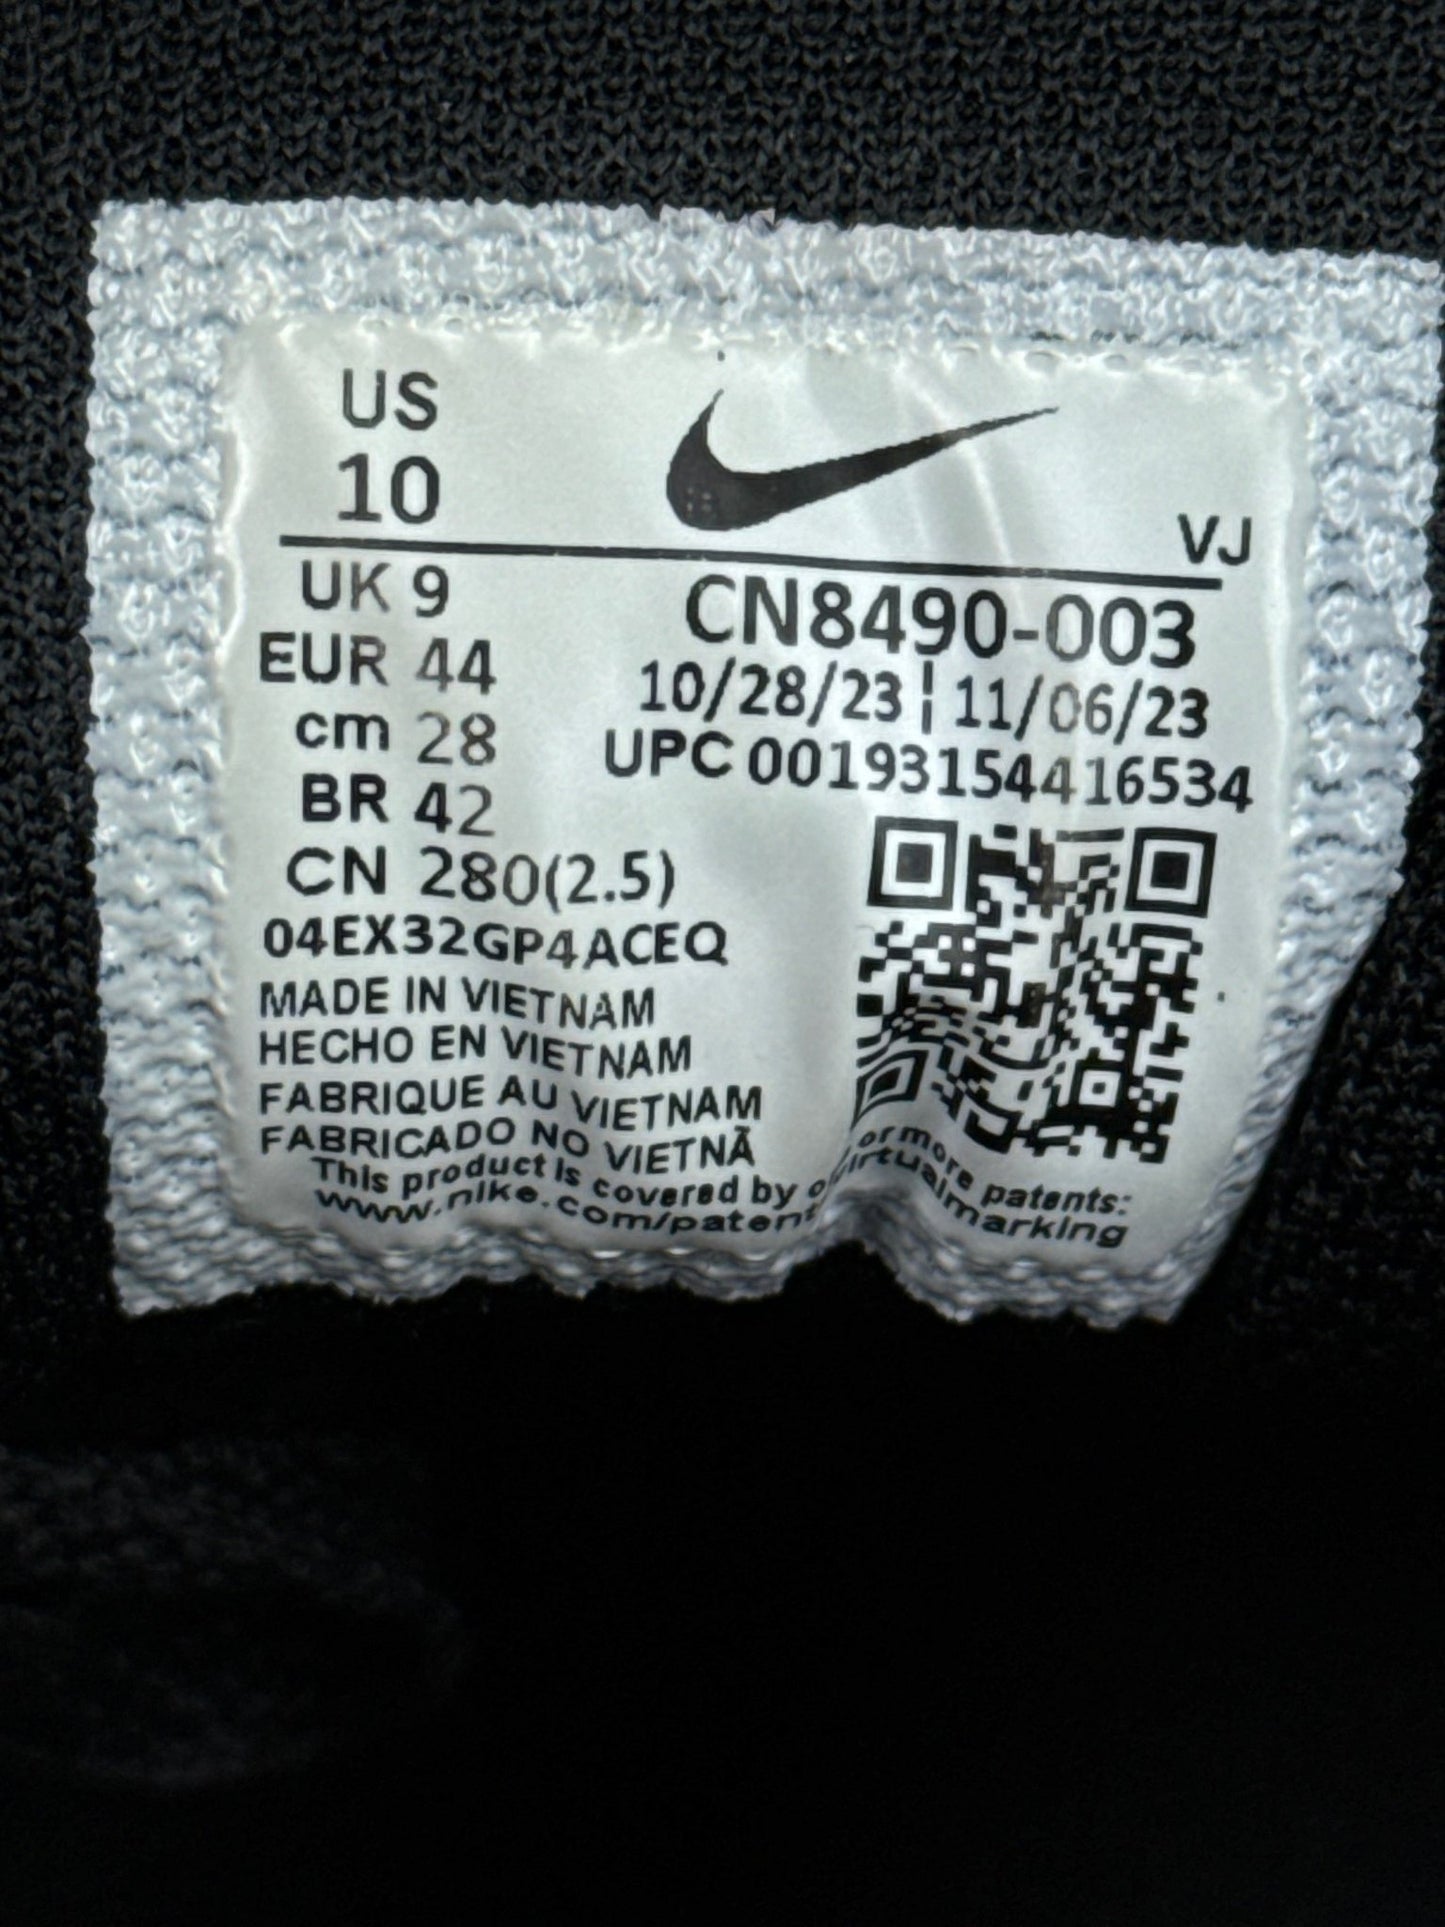 US
10
VJ
UK 9
EUR 44
cm 28
BR 42
CN 280(2.5)
CN8490-003
10/28/23 ¦ 11/06/23
UPC 00193154416534
04EX32GP4ACEQ
MADE IN VIETNAM
HECHO EN VIETNAM
FABRIQUE AU VIETNAM
FABRICADO NO VIETNÃ
This product is covered by o or more patents:
www.nike.com/patent virtualmarking